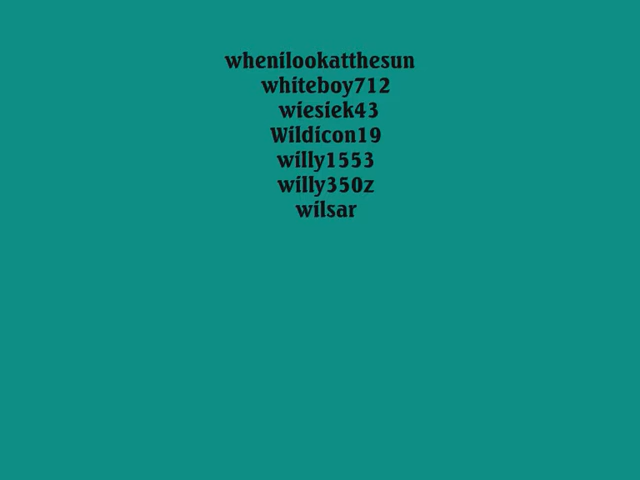 whenilookatthesun
whiteboy712
wiesiek43
Wildicon19
willy1553
willy350z
wilsar